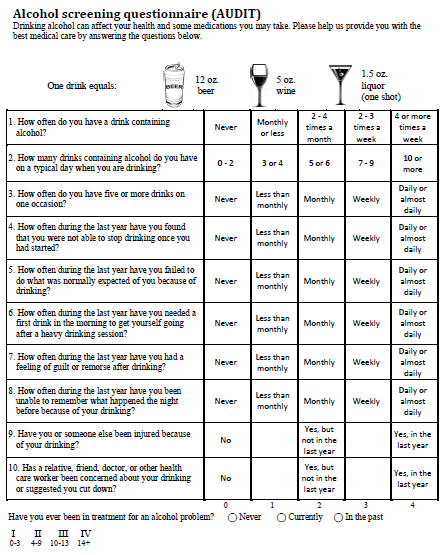 Alcohol screening questionnaire (AUDIT)
Drinking alcohol can affect your health and some medications you may take. Please help us provide you with the
best medical care by answering the questions below.
One drink equals:
BEER
12 oz.
beer
5 oz.
wine
1.5 oz.
liquor
(one shot)
1. How often do you have a drink containing
alcohol?
Never
Monthly
or less
2 - 4
times a
month
2 - 3
times a
week
4 or more
times a
week
2. How many drinks containing alcohol do you have
on a typical day when you are drinking?
0 - 2
3 or 4
5 or 6
7 - 9
10 or
more
3. How often do you have five or more drinks on
one occasion?
Never
Less than
monthly
Monthly
Weekly
Daily or
almost
daily
4. How often during the last year have you found
that you were not able to stop drinking once you
had started?
Never
Less than
monthly
Monthly
Weekly
Daily or
almost
daily
5. How often during the last year have you failed to
do what was normally expected of you because of
drinking?
Never
Less than
monthly
Monthly
Weekly
Daily or
almost
daily
6. How often during the last year have you needed a
first drink in the morning to get yourself going
after a heavy drinking session?
Never
Less than
monthly
Monthly
Weekly
Daily or
almost
daily
7. How often during the last year have you had a
feeling of guilt or remorse after drinking?
Never
Less than
monthly
Monthly
Weekly
Daily or
almost
daily
8. How often during the last year have you been
unable to remember what happened the night
before because of your drinking?
Never
Less than
monthly
Monthly
Weekly
Daily or
almost
daily
9. Have you or someone else been injured because
of your drinking?
No
Yes, but
not in the
last year
Yes, in the
last year
10. Has a relative, friend, doctor, or other health
care worker been concerned about your drinking
or suggested you cut down?
No
Yes, but
not in the
last year
Yes, in the
last year
0 1 2 3 4
Have you ever been in treatment for an alcohol problem? Never Currently In the past
I II III IV
0-3 4-9 10-13 14+